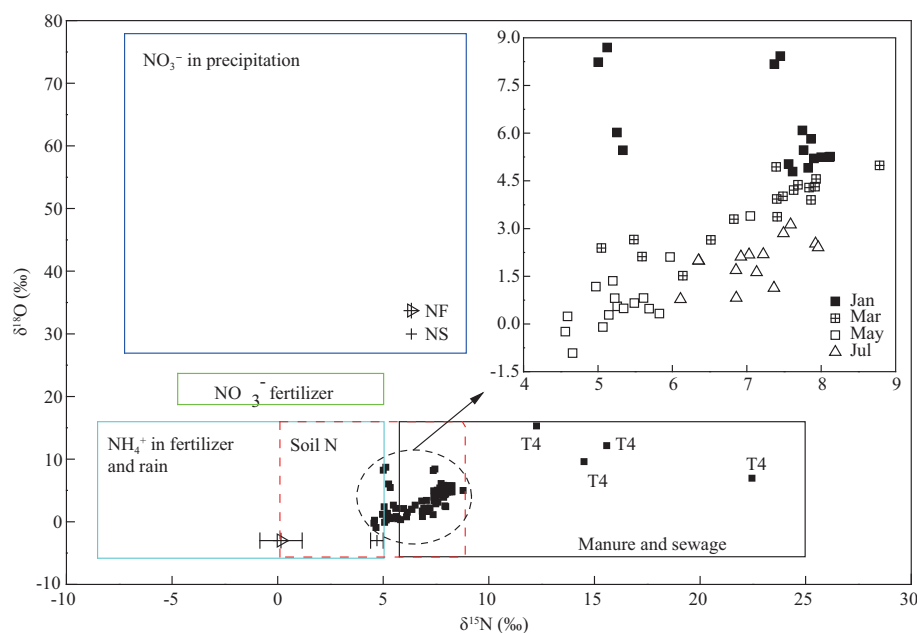 80
70
60
50
40
30
20
10
0
-10
δ¹⁸O (‰)
-10
-5
0
5
10
15
20
25
30
δ¹⁵N (‰)
NO₃⁻ in precipitation
NF
NS
NO₃⁻ fertilizer
NH₄⁺ in fertilizer
and rain
Soil N
T4
T4
T4
T4
Manure and sewage
9.0
7.5
6.0
4.5
3.0
1.5
0.0
-1.5
4
5
6
7
8
9
Jan
Mar
May
Jul